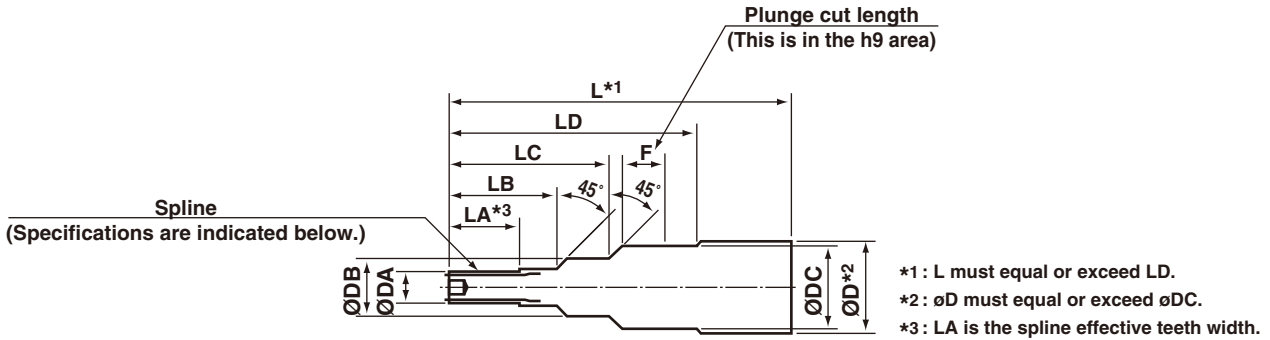 Plunge cut length
(This is in the h9 area)
L*1
LD
LC
F
LB
45°
45°
LA*3
Spline
(Specifications are indicated below.)
ØDB
ØDA
ØDC
ØD*2
*1: L must equal or exceed LD.
*2: øD must equal or exceed øDC.
*3: LA is the spline effective teeth width.